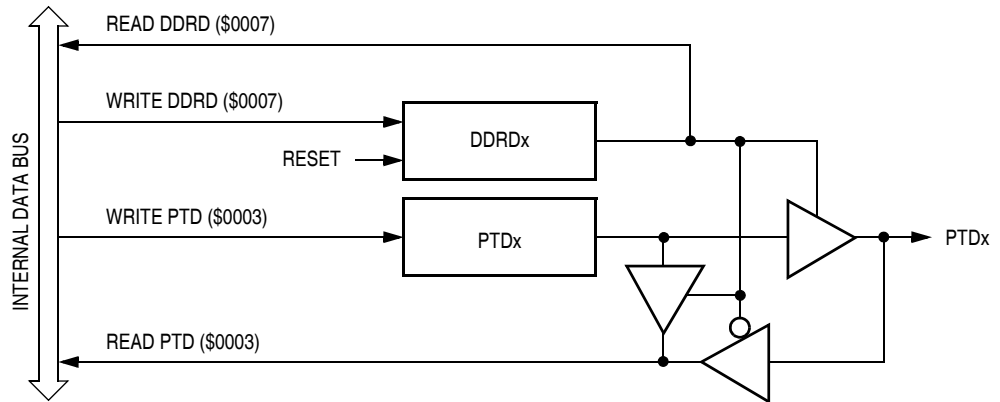 READ DDRD ($0007)
WRITE DDRD ($0007)
DDRDx
RESET
WRITE PTD ($0003)
PTDx
PTDx
READ PTD ($0003)
INTERNAL DATA BUS